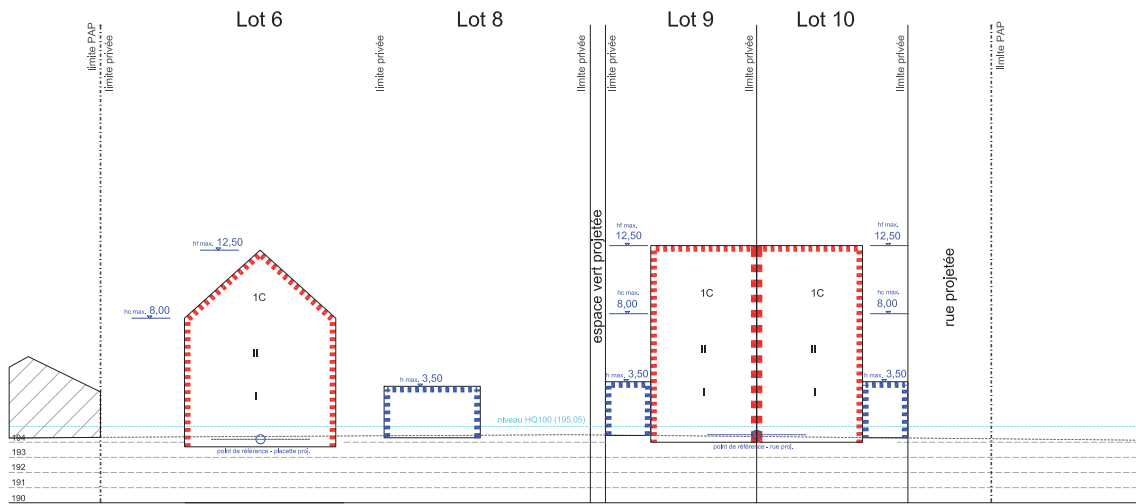 Lot 6
Lot 8
Lot 9
Lot 10
limite PAP
limite privée
limite privée
limite privée
limite privée
limite privée
limite privée
limite PAP
hf max. 12,50
hc max. 8,00
1C
II
I
h max. 3,50
espace vert projetée
hf max.
12,50
hc max.
8,00
h max. 3,50
1C
II
I
1C
II
I
hf max.
12,50
hc max.
8,00
h max. 3,50
rue projetée
niveau HQ100 (195,05)
194
193
192
191
190
point de référence - placette proj.
point de référence - rue proj.